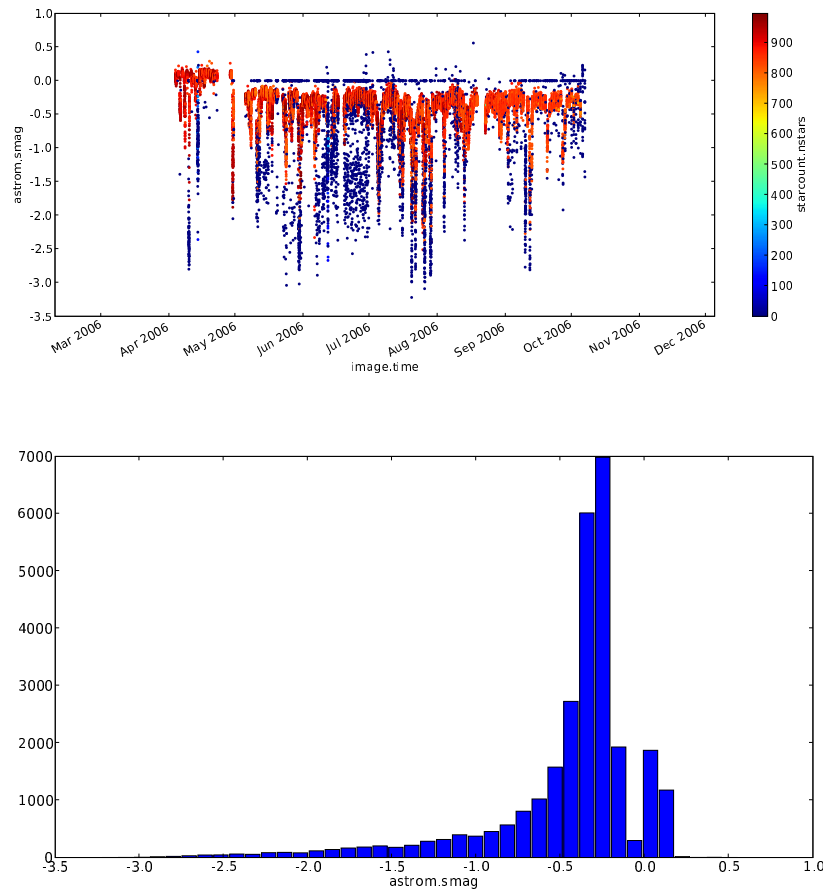 1.0
0.5
0.0
-0.5
-1.0
-1.5
-2.0
-2.5
-3.0
-3.5
astrom.smag
Mar 2006
Apr 2006
May 2006
Jun 2006
Jul 2006
Aug 2006
Sep 2006
Oct 2006
Nov 2006
Dec 2006
image.time
900
800
700
600
500
400
300
200
100
0
starcount.nstars
7000
6000
5000
4000
3000
2000
1000
0
-3.5
-3.0
-2.5
-2.0
-1.5
-1.0
-0.5
0.0
0.5
1.0
astrom.smag